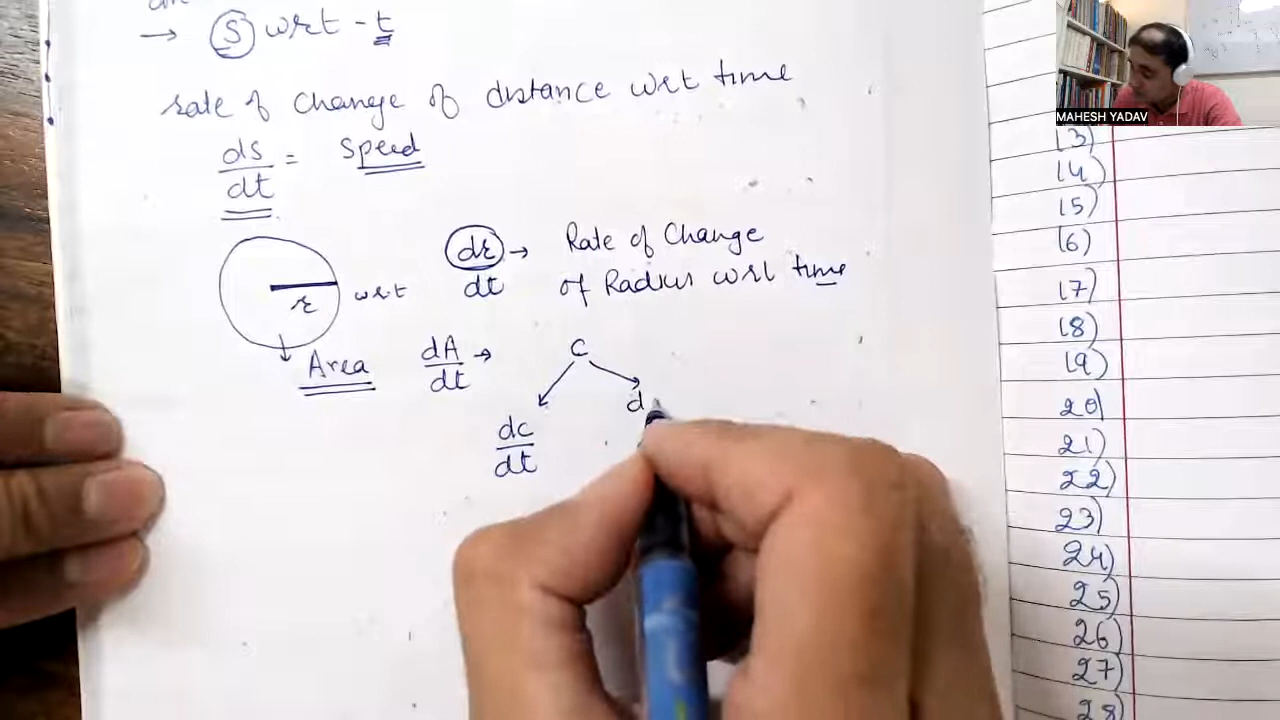 → S wrt - t
rate of change of distance wrt time
ds/dt = Speed
dr/dt → Rate of Change
of Radius wrt time
r wrt
Area dA/dt →
C
dc/dt d
MAHESH YADAV
13)
14)
15)
16)
17)
18)
19)
20)
21)
22)
23)
24)
25)
26)
27)
28)